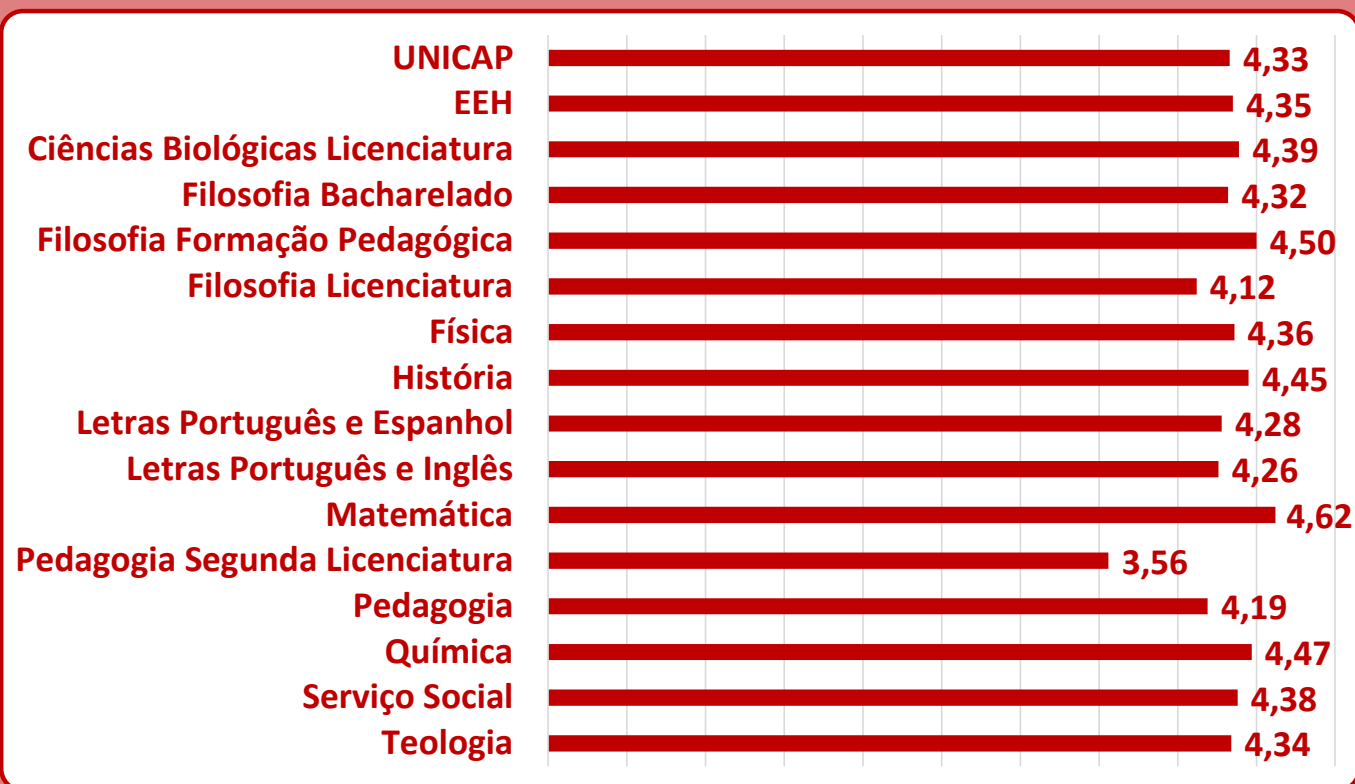 UNICAP 4,33
EEH 4,35
Ciências Biológicas Licenciatura 4,39
Filosofia Bacharelado 4,32
Filosofia Formação Pedagógica 4,50
Filosofia Licenciatura 4,12
Física 4,36
História 4,45
Letras Português e Espanhol 4,28
Letras Português e Inglês 4,26
Matemática 4,62
Pedagogia Segunda Licenciatura 3,56
Pedagogia 4,19
Química 4,47
Serviço Social 4,38
Teologia 4,34